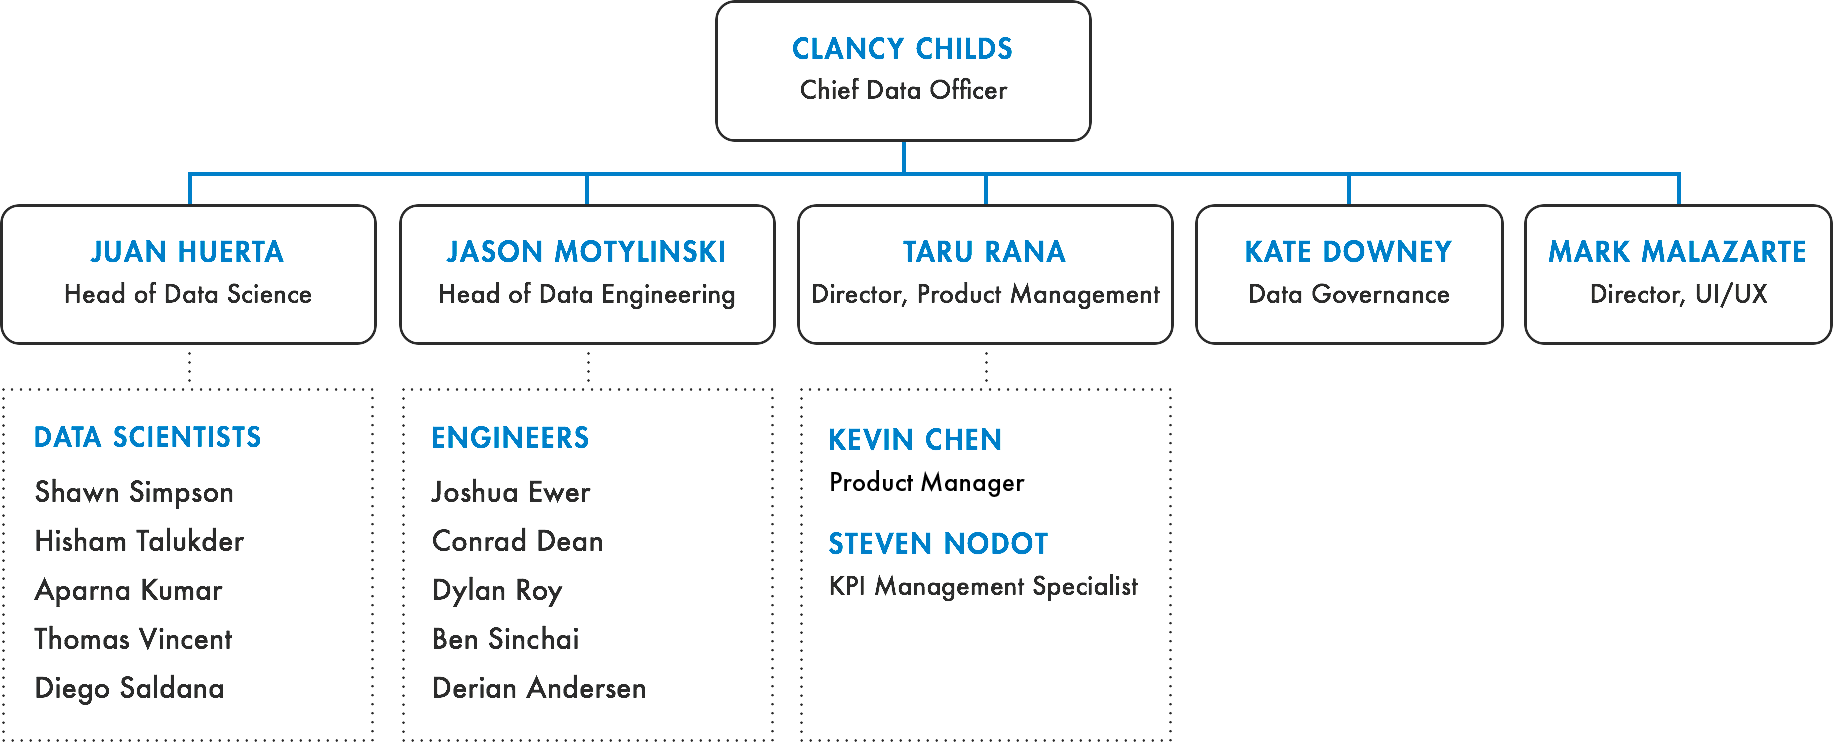 CLANCY CHILDS
Chief Data Officer
JUAN HUERTA
Head of Data Science
JASON MOTYLINSKI
Head of Data Engineering
TARU RANA
Director, Product Management
KATE DOWNEY
Data Governance
MARK MALAZARTE
Director, UI/UX
DATA SCIENTISTS
Shawn Simpson
Hisham Talukder
Aparna Kumar
Thomas Vincent
Diego Saldana
ENGINEERS
Joshua Ewer
Conrad Dean
Dylan Roy
Ben Sinchai
Derian Andersen
KEVIN CHEN
Product Manager
STEVEN NODOT
KPI Management Specialist